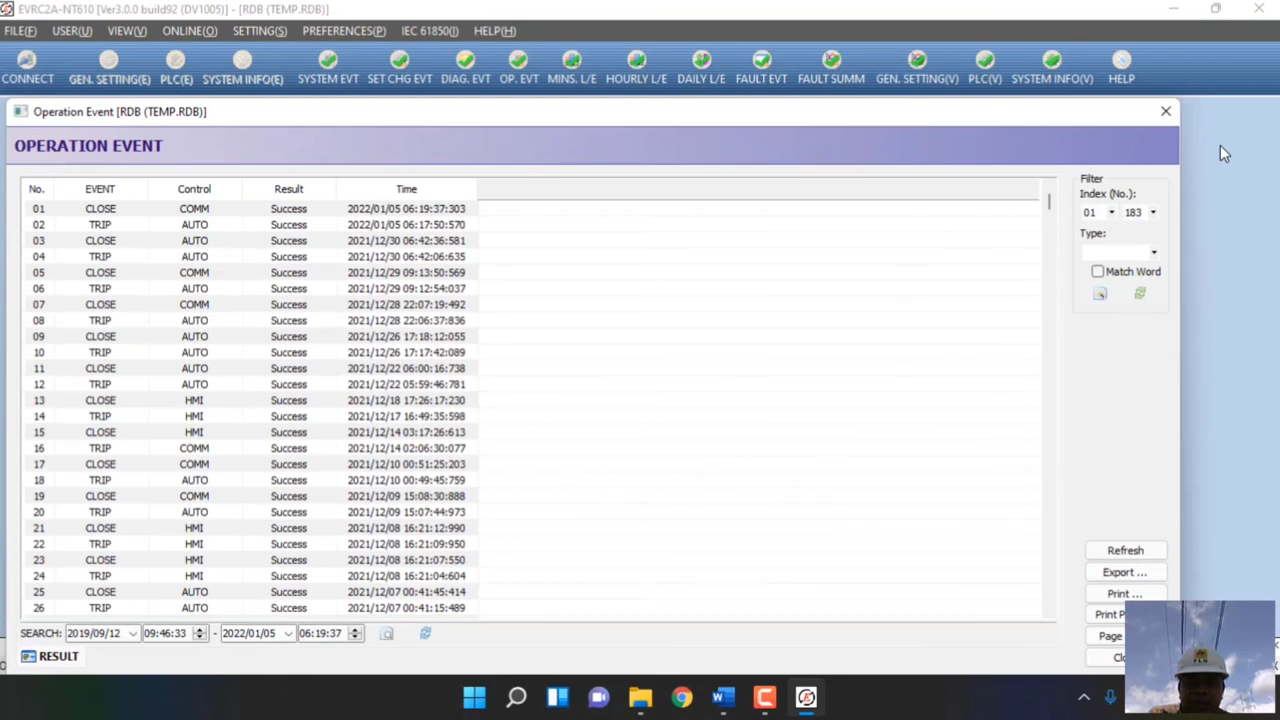 EVRC2A-NT610 [Ver3.0.0 build92 (DV1005) - [RDB (TEMP.RDB)]
FILE(F) USER(U) VIEW(V) ONLINE(O) SETTING(S) PREFERENCES(P) IEC 61850(I) HELP(H)
CONNECT GEN. SETTING(E) PLC(E) SYSTEM INFO(E) SYSTEM EVT SET CHG EVT DIAG. EVT OP. EVT MINS. L/E HOURLY L/E DAILY L/E FAULT EVT FAULT SUMM GEN. SETTING(V) PLC(V) SYSTEM INFO(V) HELP
Operation Event [RDB (TEMP.RDB)]
OPERATION EVENT
No. EVENT Control Result Time
01 CLOSE COMM Success 2022/01/05 06:19:37:303
02 TRIP AUTO Success 2022/01/05 06:17:50:570
03 CLOSE AUTO Success 2021/12/30 06:42:36:581
04 TRIP AUTO Success 2021/12/30 06:42:06:635
05 CLOSE COMM Success 2021/12/29 09:13:50:569
06 TRIP AUTO Success 2021/12/29 09:12:54:037
07 CLOSE COMM Success 2021/12/28 22:07:19:492
08 TRIP AUTO Success 2021/12/28 22:06:37:836
09 CLOSE AUTO Success 2021/12/26 17:18:12:055
10 TRIP AUTO Success 2021/12/26 17:17:42:089
11 CLOSE AUTO Success 2021/12/22 06:00:16:738
12 TRIP AUTO Success 2021/12/22 05:59:46:781
13 CLOSE HMI Success 2021/12/18 17:26:17:230
14 TRIP HMI Success 2021/12/17 16:49:35:598
15 CLOSE HMI Success 2021/12/14 03:17:26:613
16 TRIP COMM Success 2021/12/14 02:06:30:077
17 CLOSE COMM Success 2021/12/10 00:51:25:203
18 TRIP AUTO Success 2021/12/10 00:49:45:759
19 CLOSE COMM Success 2021/12/09 15:08:30:888
20 TRIP AUTO Success 2021/12/09 15:07:44:973
21 CLOSE HMI Success 2021/12/08 16:21:12:990
22 TRIP HMI Success 2021/12/08 16:21:09:950
23 CLOSE HMI Success 2021/12/08 16:21:07:550
24 TRIP HMI Success 2021/12/08 16:21:04:604
25 CLOSE AUTO Success 2021/12/07 00:41:45:414
26 TRIP AUTO Success 2021/12/07 00:41:15:489
Filter
Index (No.):
01 183
Type:
Match Word
Refresh
Export ...
Print ...
Print P
Page
Cl
SEARCH: 2019/09/12 09:46:33 - 2022/01/05 06:19:37
RESULT
PLN